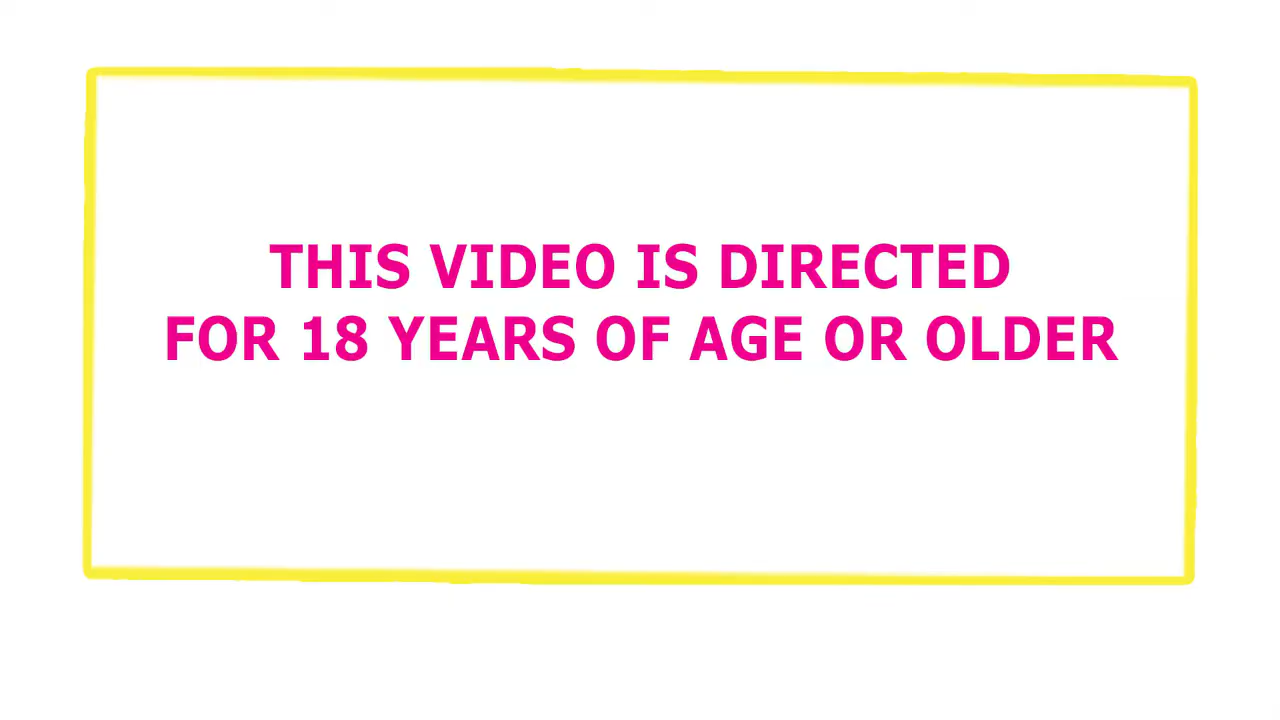 THIS VIDEO IS DIRECTED
FOR 18 YEARS OF AGE OR OLDER